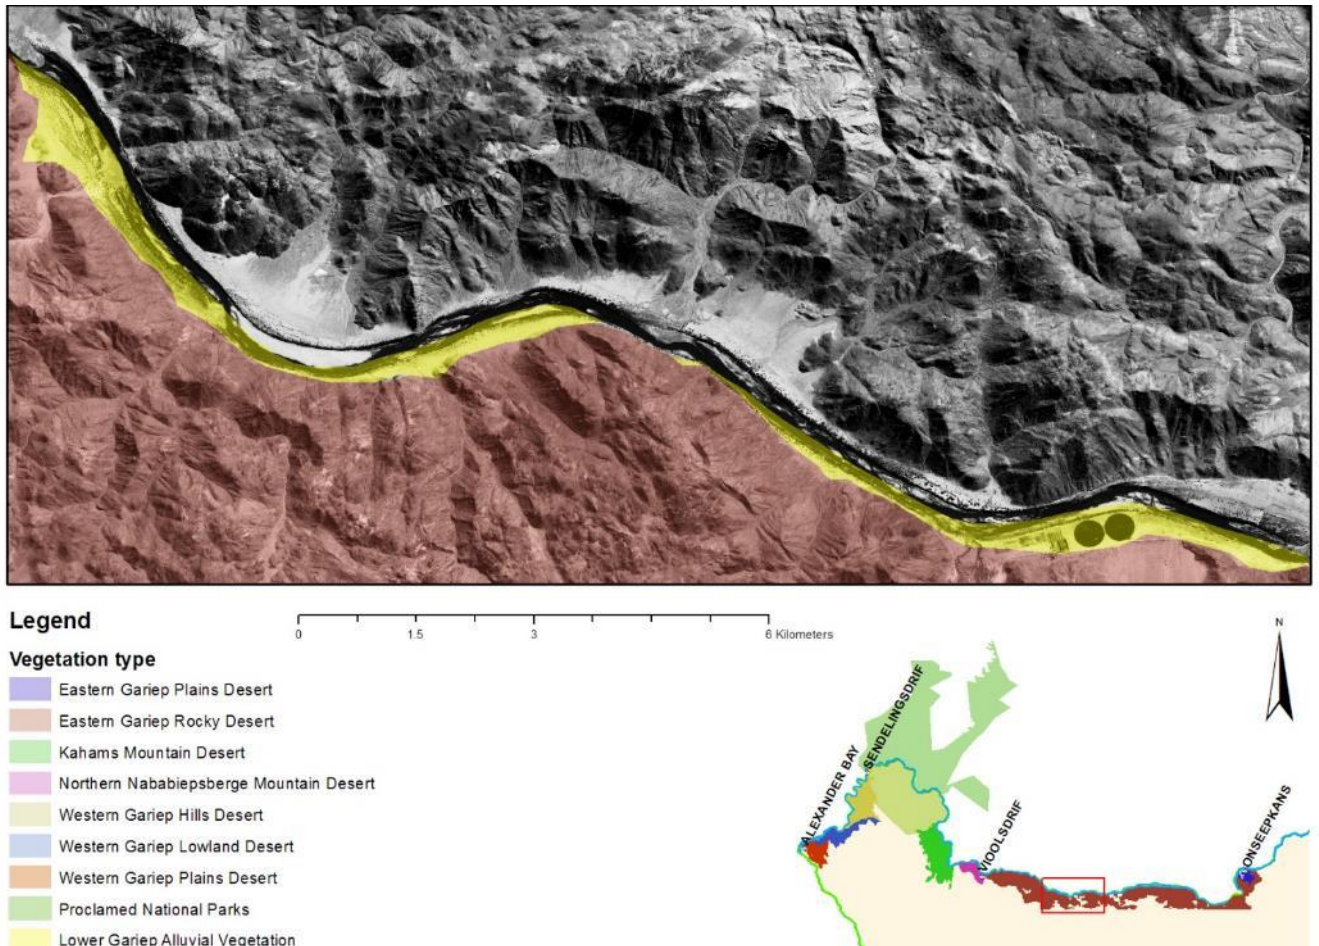 Legend
0 1.5 3 6 Kilometers
N
Vegetation type
Eastern Gariep Plains Desert
Eastern Gariep Rocky Desert
Kahams Mountain Desert
Northern Nababiepsberge Mountain Desert
Western Gariep Hills Desert
Western Gariep Lowland Desert
Western Gariep Plains Desert
Proclamed National Parks
Lower Gariep Alluvial Vegetation
ALEXANDER BAY
SENDELINGSDRIF
VIOOLSDRIF
ONSEEPKANS